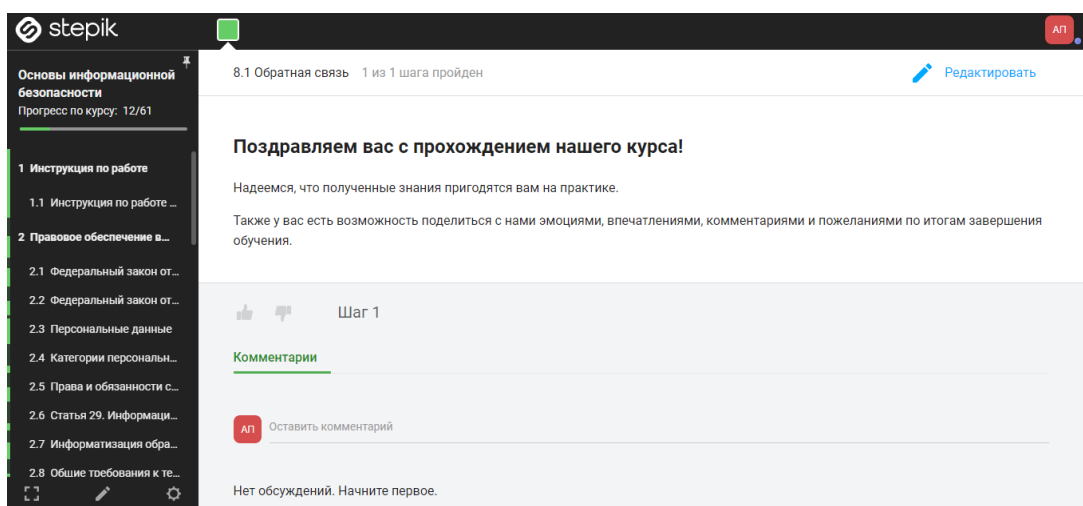 stepik
АП
Основы информационной
безопасности
Прогресс по курсу: 12/61
1 Инструкция по работе
1.1 Инструкция по работе ...
2 Правовое обеспечение в...
2.1 Федеральный закон от...
2.2 Федеральный закон от...
2.3 Персональные данные
2.4 Категории персональн...
2.5 Права и обязанности с...
2.6 Статья 29. Информаци...
2.7 Информатизация обра...
2.8 Общие требования к те...
8.1 Обратная связь 1 из 1 шага пройден
Редактировать
Поздравляем вас с прохождением нашего курса!
Надеемся, что полученные знания пригодятся вам на практике.
Также у вас есть возможность поделиться с нами эмоциями, впечатлениями, комментариями и пожеланиями по итогам завершения
обучения.
Шаг 1
Комментарии
АП
Оставить комментарий
Нет обсуждений. Начните первое.